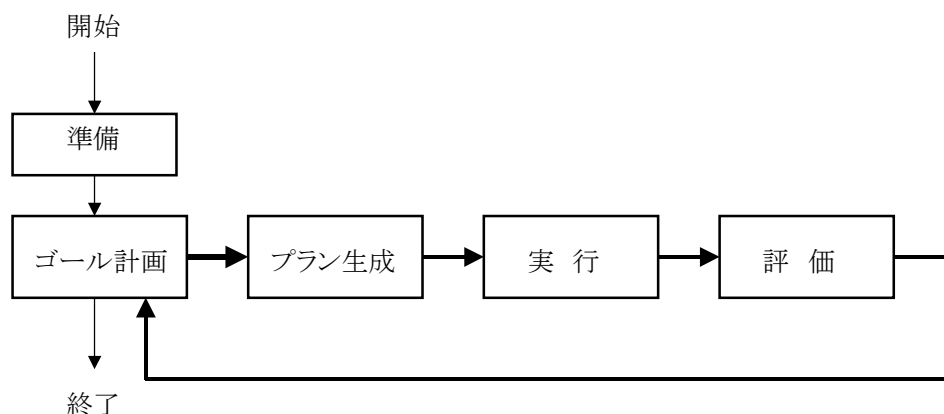 開始
準備
ゴール計画
プラン生成
実 行
評 価
終了